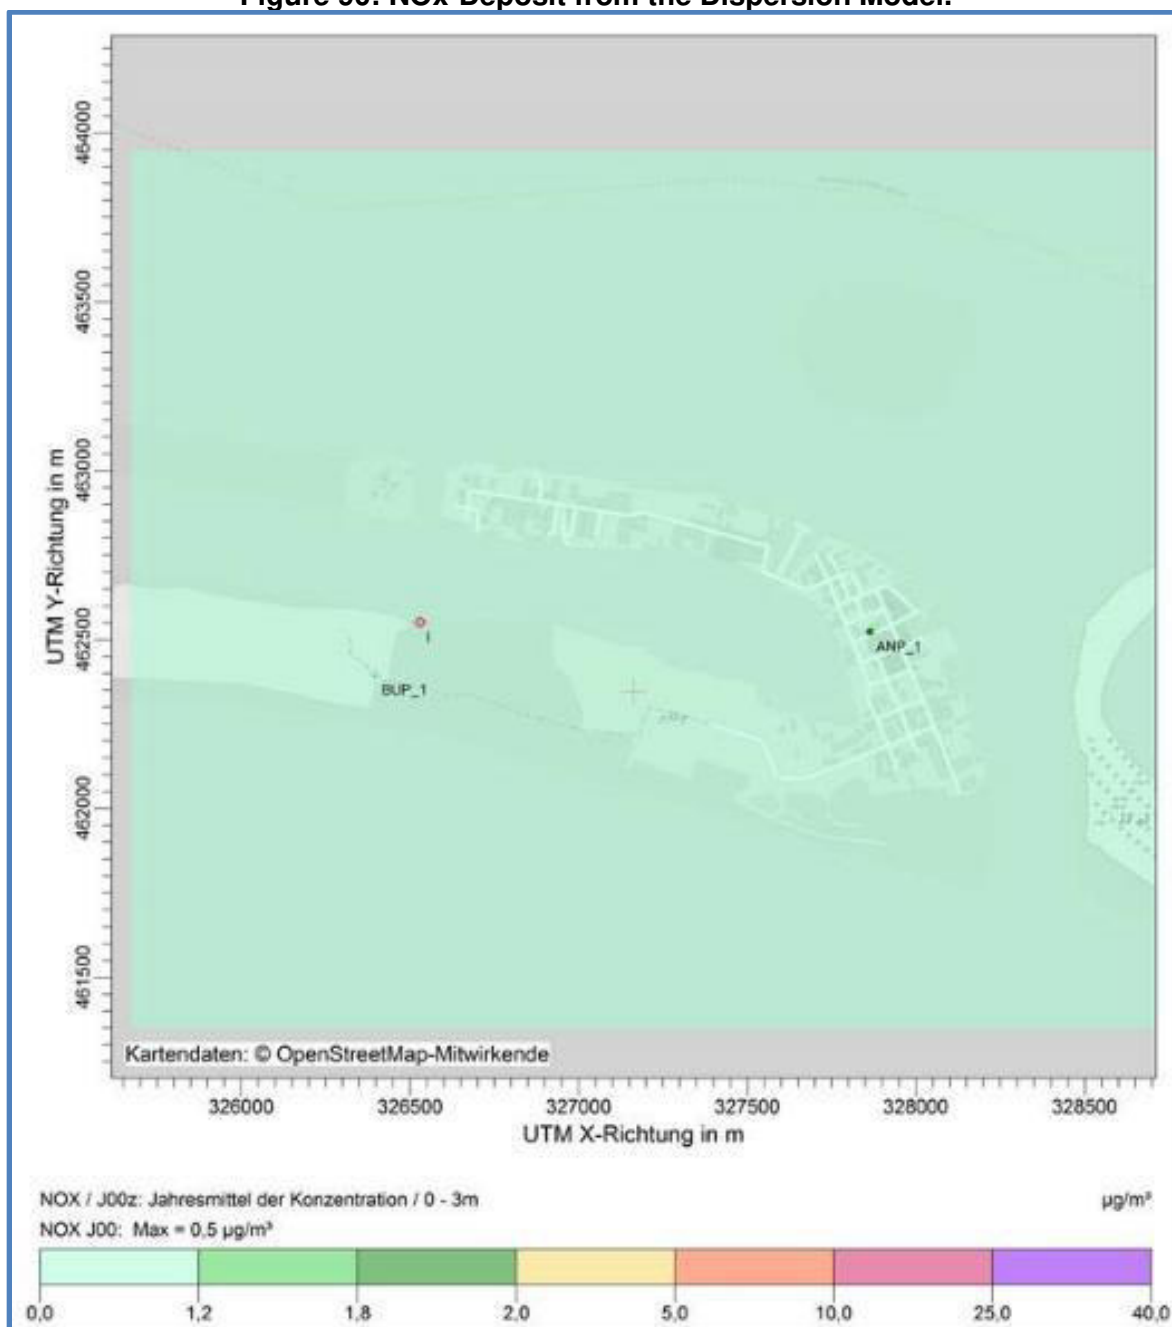 Figure 50: NOx-Deposit from the Dispersion Model.
UTM Y-Richtung in m
464000
463500
463000
462500
462000
461500
BUP_1
ANP_1
Kartendaten: © OpenStreetMap-Mitwirkende
326000 326500 327000 327500 328000 328500
UTM X-Richtung in m
NOX / J00z: Jahresmittel der Konzentration / 0 - 3m µg/m³
NOX J00: Max = 0,5 µg/m³
0,0 1,2 1,8 2,0 5,0 10,0 25,0 40,0